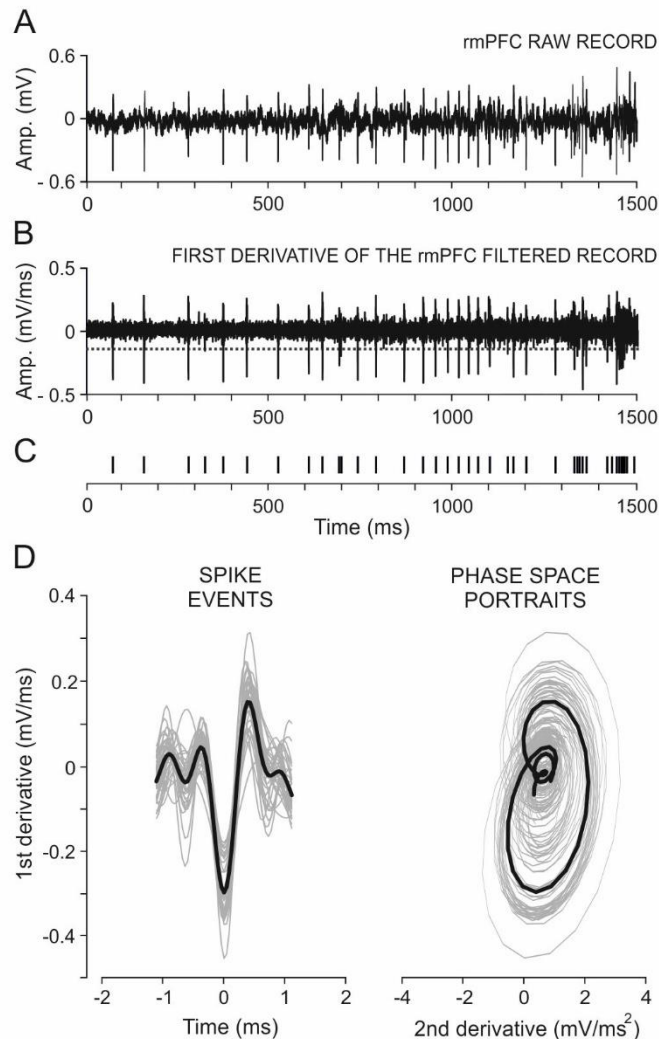 A
rmPFC RAW RECORD
0.6
0
- 0.6
Amp. (mV)
0 500 1000 1500
B
FIRST DERIVATIVE OF THE rmPFC FILTERED RECORD
0.5
0
- 0.5
Amp. (mV/ms)
0 500 1000 1500
C
0 500 1000 1500
Time (ms)
D
SPIKE
EVENTS
PHASE SPACE
PORTRAITS
0.4
0.2
0
-0.2
-0.4
1st derivative (mV/ms)
-2 -1 0 1 2
Time (ms)
-4 -2 0 2 4
2nd derivative (mV/ms²)